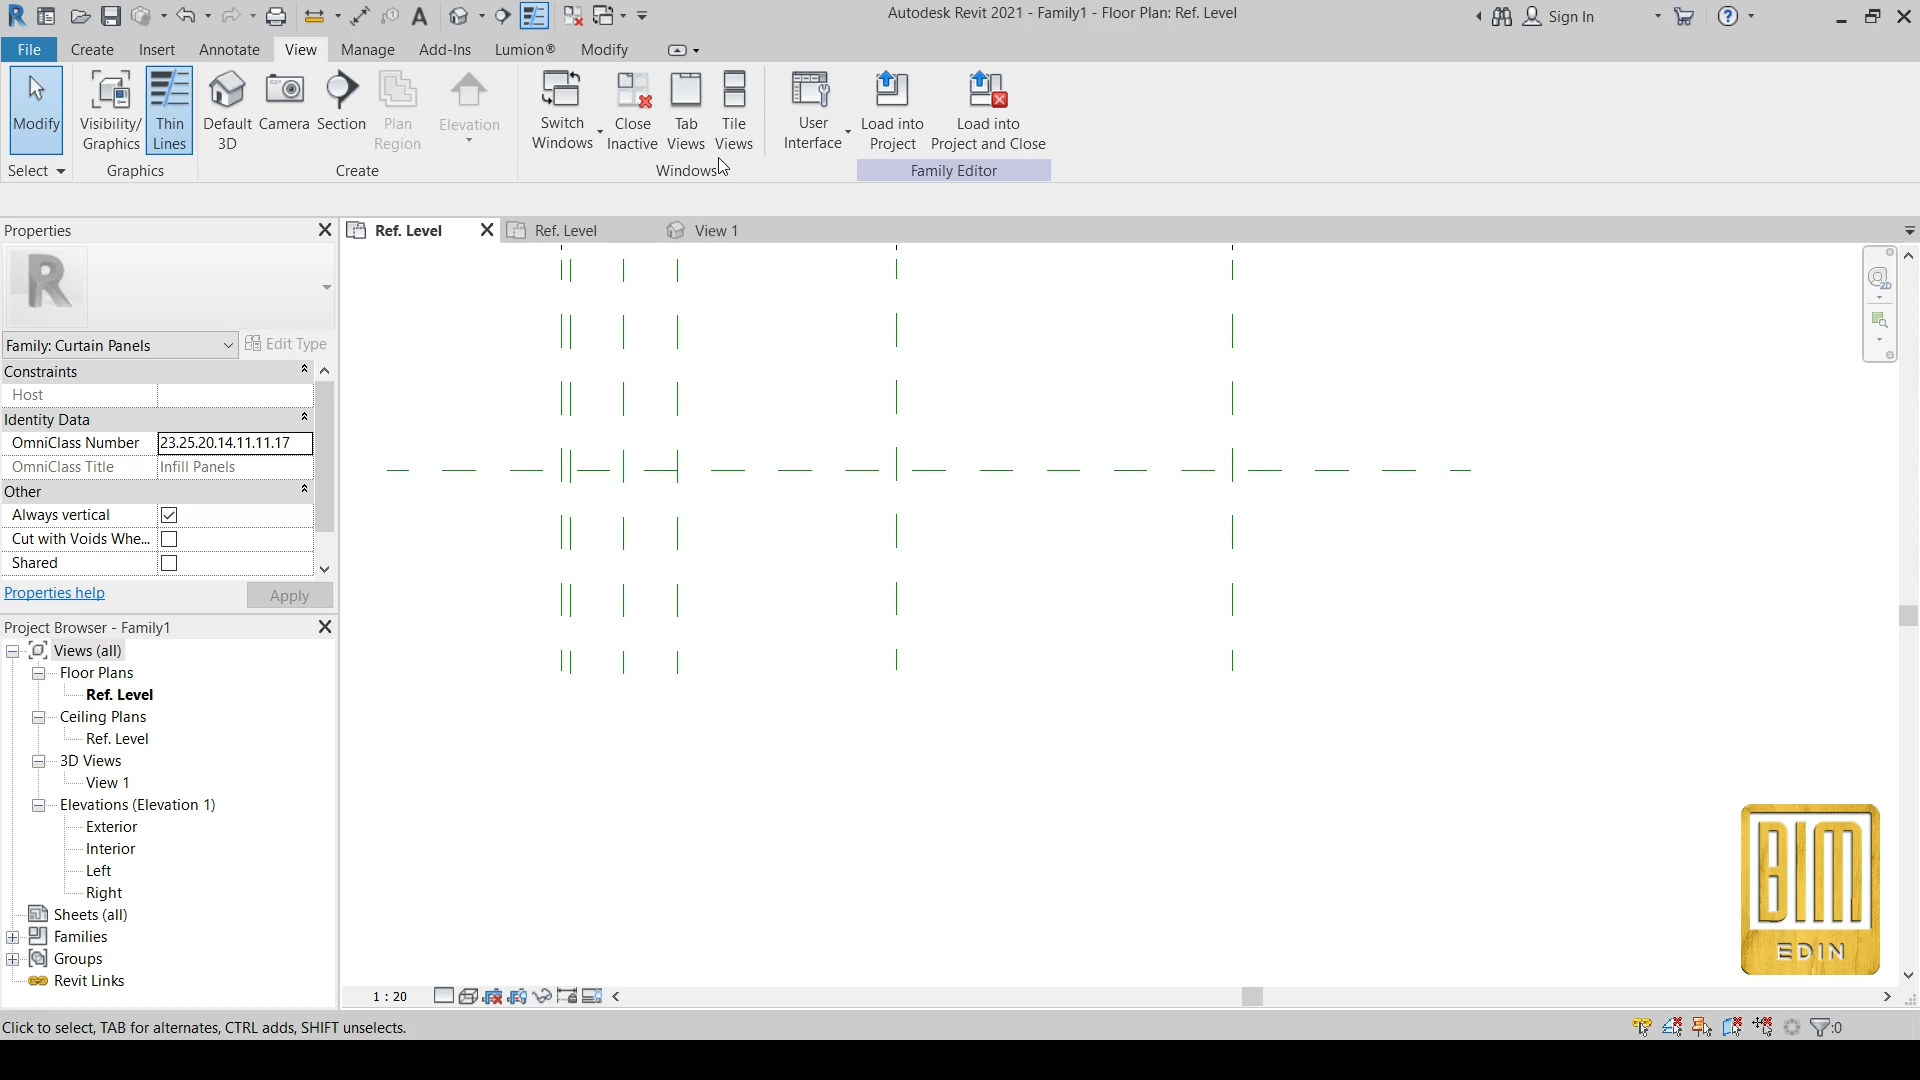 Autodesk Revit 2021 - Family1 - Floor Plan: Ref. Level
Sign In
File Create Insert Annotate View Manage Add-Ins Lumion® Modify
Modify
Visibility/
Graphics
Thin
Lines
Default
3D
Camera
Section
Plan
Region
Elevation
Switch
Windows
Close
Inactive
Tab
Views
Tile
Views
User
Interface
Load into
Project
Load into
Project and Close
Select
Graphics
Create
Windows
Family Editor
Properties
Ref. Level
Ref. Level
View 1
R
Family: Curtain Panels
Edit Type
Constraints
Host
Identity Data
OmniClass Number 23.25.20.14.11.11.17
OmniClass Title Infill Panels
Other
Always vertical
Cut with Voids Whe...
Shared
Properties help
Apply
Project Browser - Family1
Views (all)
Floor Plans
Ref. Level
Ceiling Plans
Ref. Level
3D Views
View 1
Elevations (Elevation 1)
Exterior
Interior
Left
Right
Sheets (all)
Families
Groups
Revit Links
2D
BIM
EDIN
1 : 20
Click to select, TAB for alternates, CTRL adds, SHIFT unselects.
:0